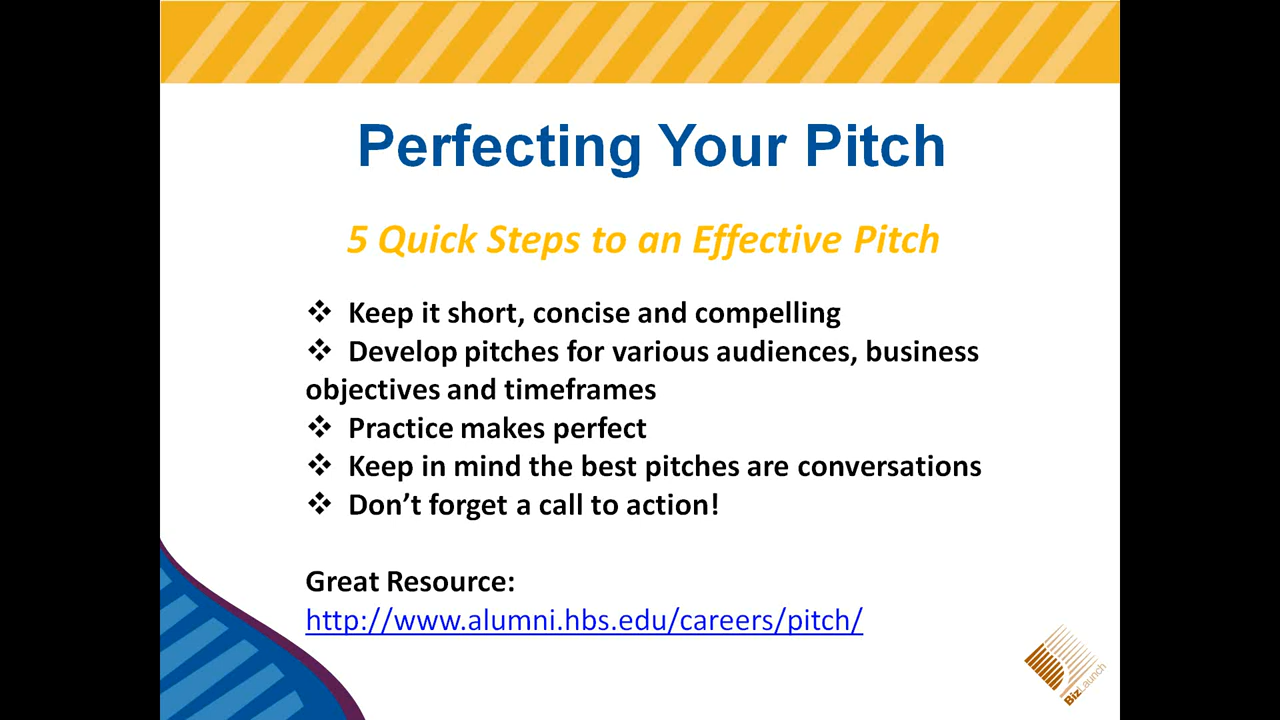 Perfecting Your Pitch
5 Quick Steps to an Effective Pitch
❖ Keep it short, concise and compelling
❖ Develop pitches for various audiences, business
objectives and timeframes
❖ Practice makes perfect
❖ Keep in mind the best pitches are conversations
❖ Don’t forget a call to action!
Great Resource:
http://www.alumni.hbs.edu/careers/pitch/
BizLaunch